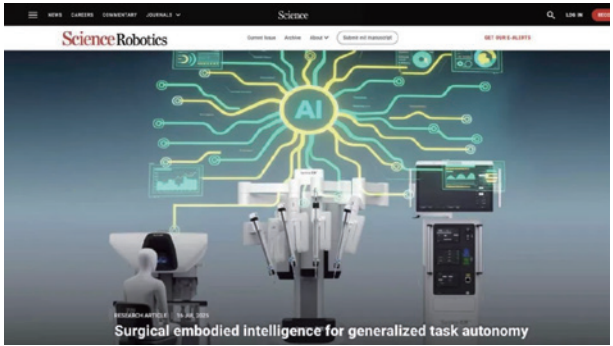 NEWS CAREERS COMMENTARY JOURNALS Science LOG IN
Science Robotics Current Issue Archive About Submit manuscript GET OUR E-ALERTS
AI
RESEARCH ARTICLE
Surgical embodied intelligence for generalized task autonomy